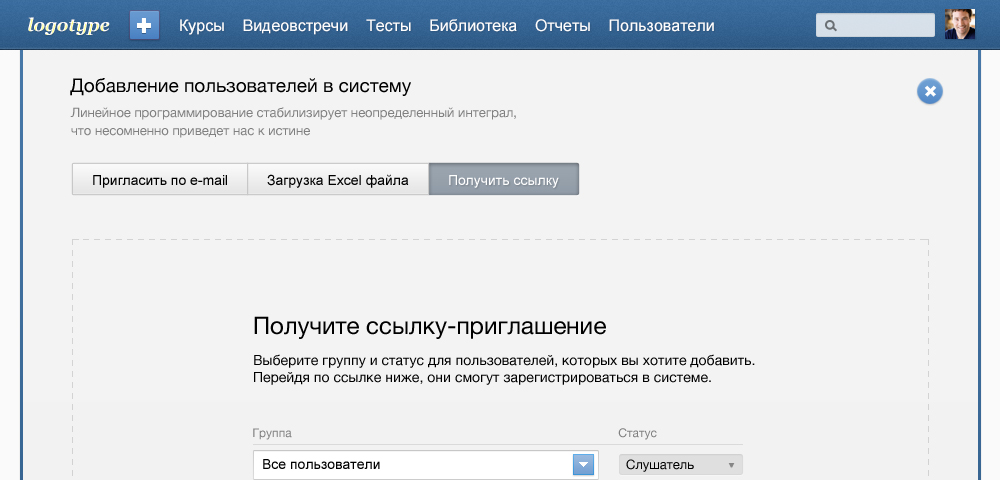 logotype Курсы Видеовстречи Тесты Библиотека Отчеты Пользователи
Добавление пользователей в систему
Линейное программирование стабилизирует неопределенный интеграл,
что несомненно приведет нас к истине
Пригласить по e-mail Загрузка Excel файла Получить ссылку
Получите ссылку-приглашение
Выберите группу и статус для пользователей, которых вы хотите добавить.
Перейдя по ссылке ниже, они смогут зарегистрироваться в системе.
Группа Статус
Все пользователи Слушатель